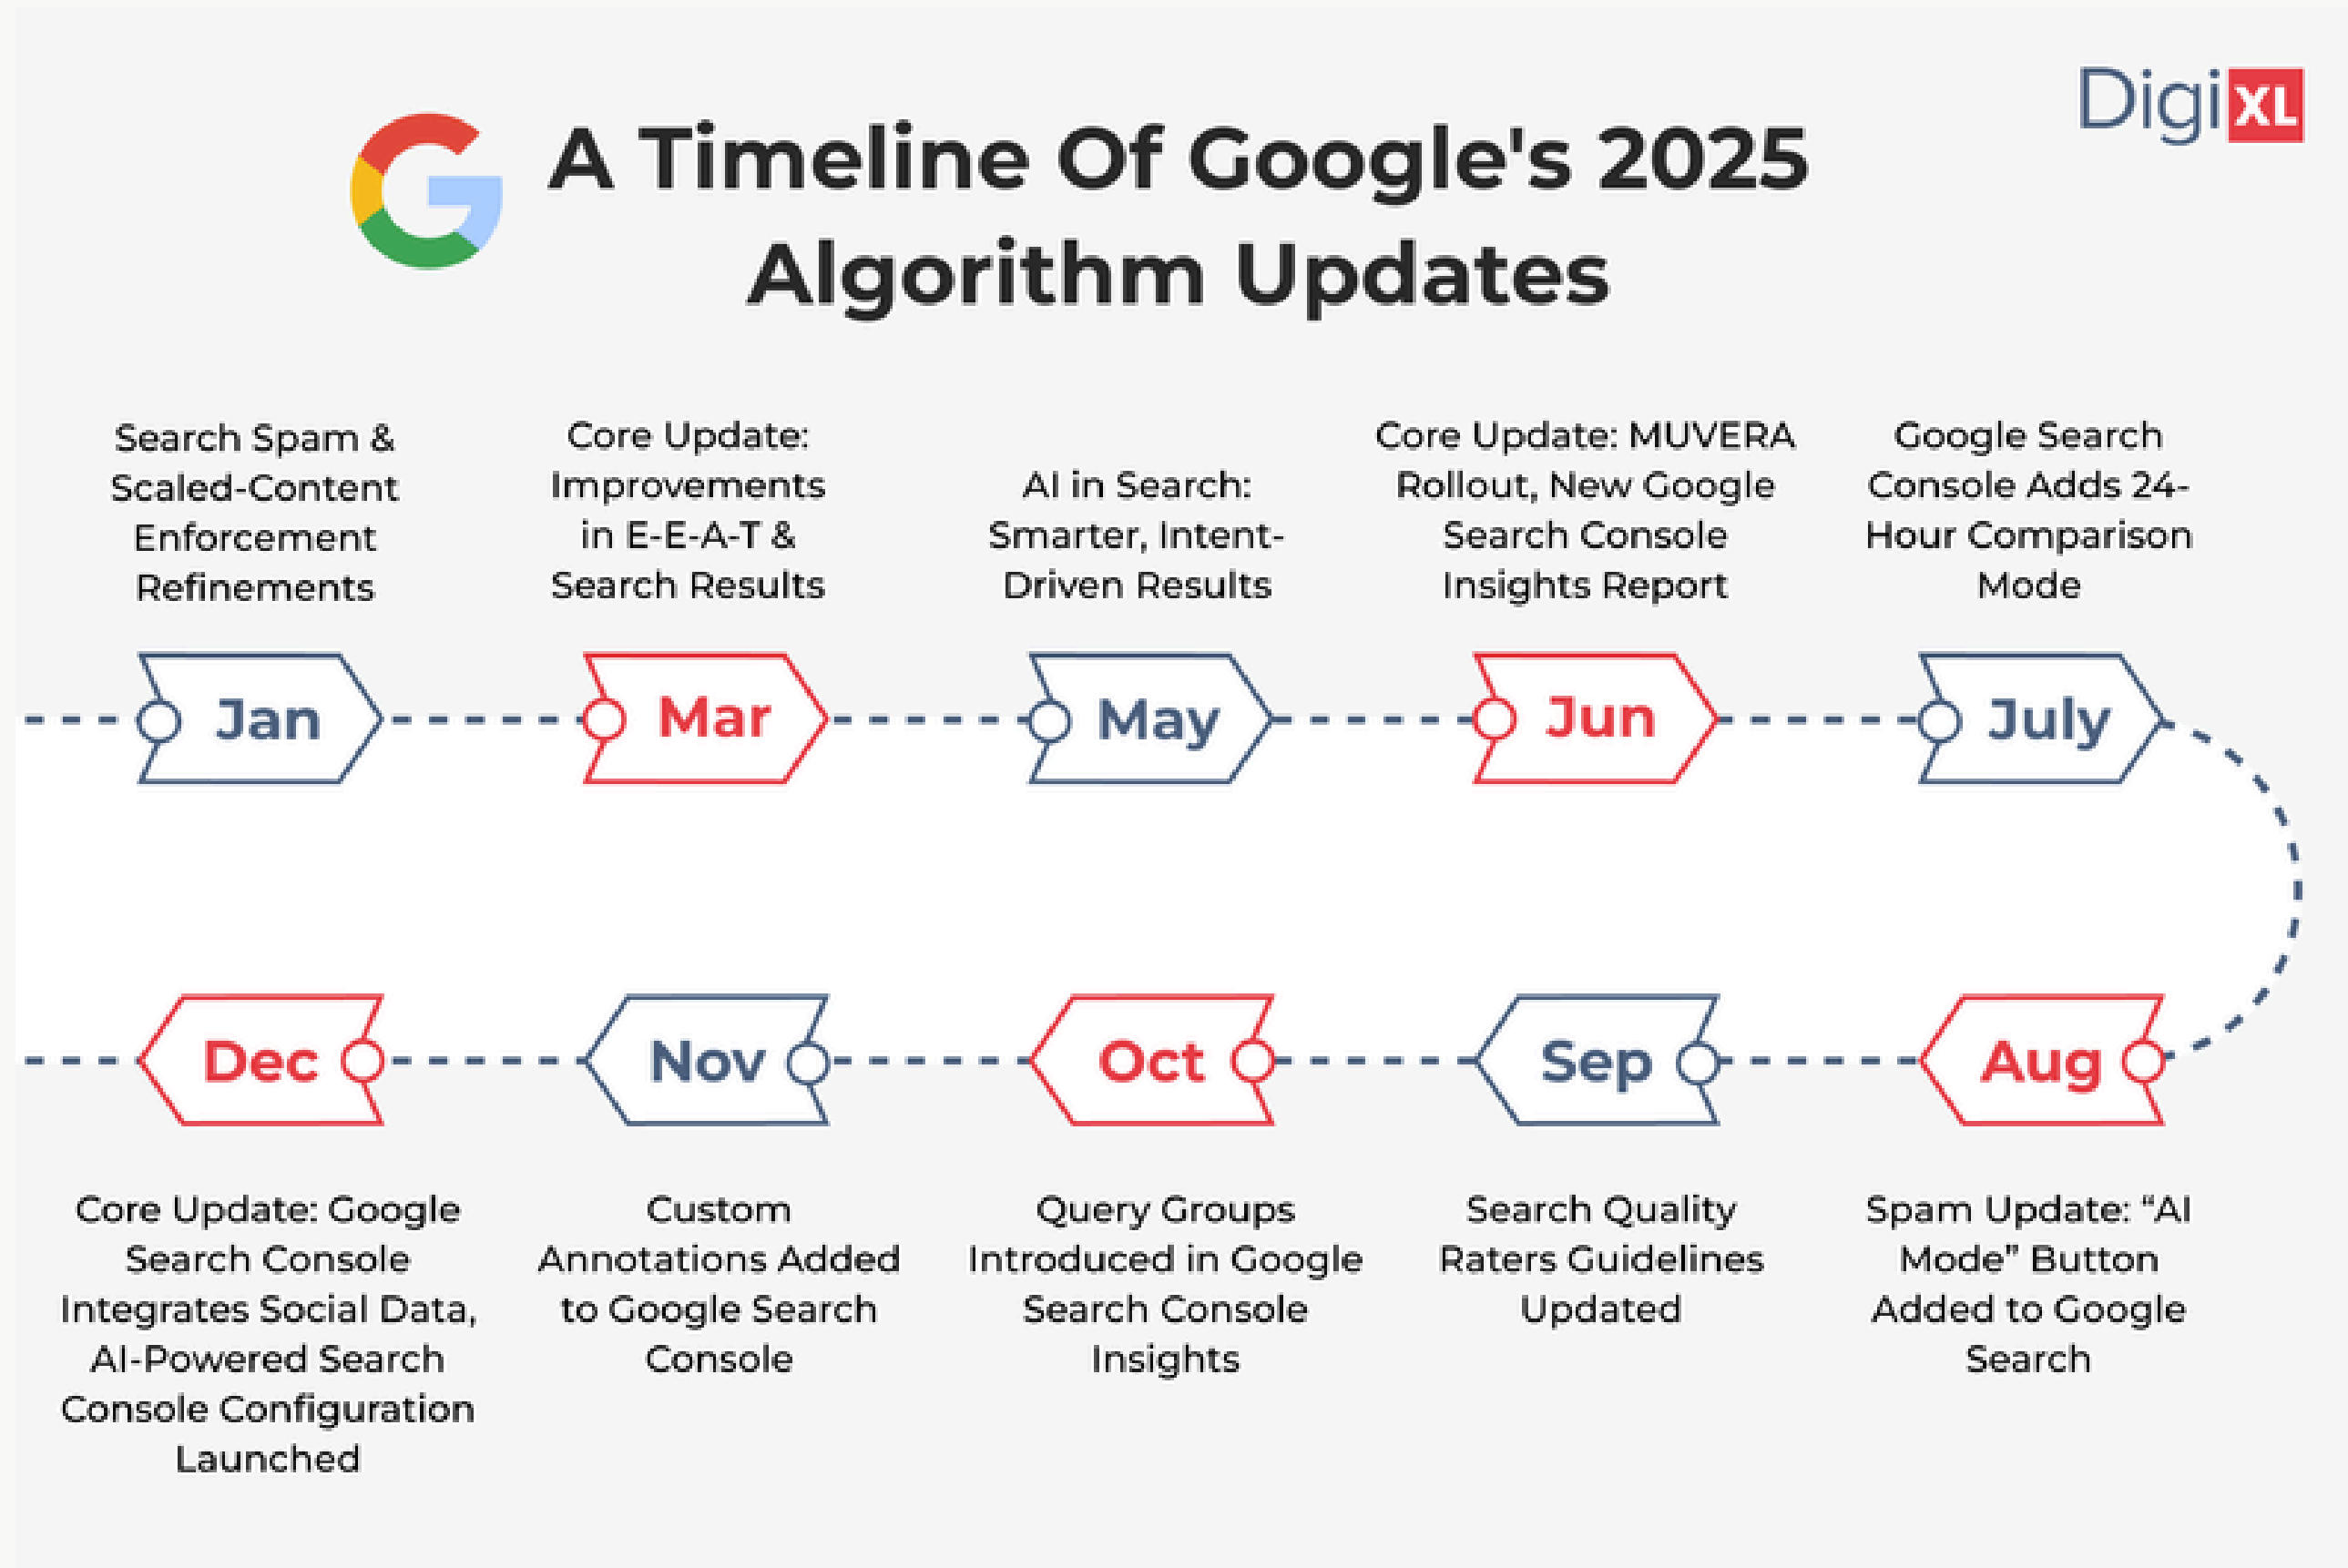 DigiXL
A Timeline Of Google's 2025
Algorithm Updates
Search Spam &
Scaled-Content
Enforcement
Refinements
Core Update:
Improvements
in E-E-A-T &
Search Results
AI in Search:
Smarter, Intent-
Driven Results
Core Update: MUVERA
Rollout, New Google
Search Console
Insights Report
Google Search
Console Adds 24-
Hour Comparison
Mode
Jan
Mar
May
Jun
July
Dec
Nov
Oct
Sep
Aug
Core Update: Google
Search Console
Integrates Social Data,
AI-Powered Search
Console Configuration
Launched
Custom
Annotations Added
to Google Search
Console
Query Groups
Introduced in Google
Search Console
Insights
Search Quality
Raters Guidelines
Updated
Spam Update: “AI
Mode” Button
Added to Google
Search